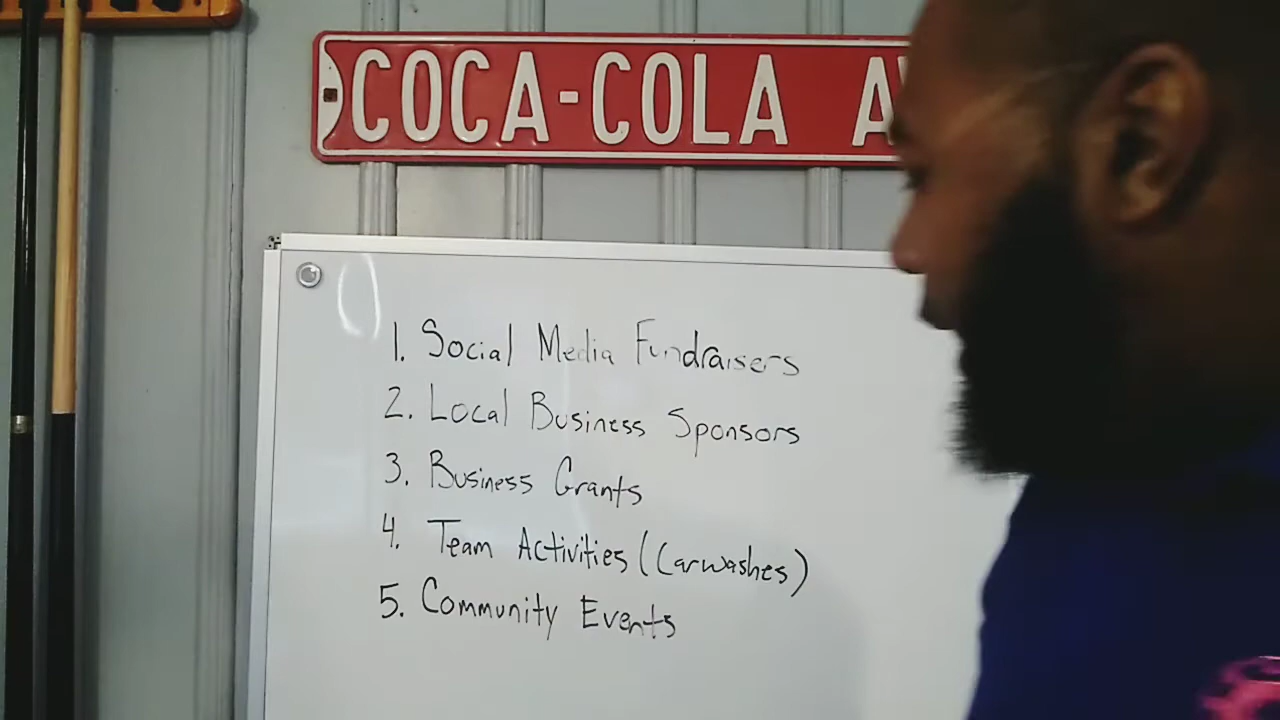 COCA-COLA A
1. Social Media Fundraisers
2. Local Business Sponsors
3. Business Grants
4. Team Activities (Carwashes)
5. Community Events